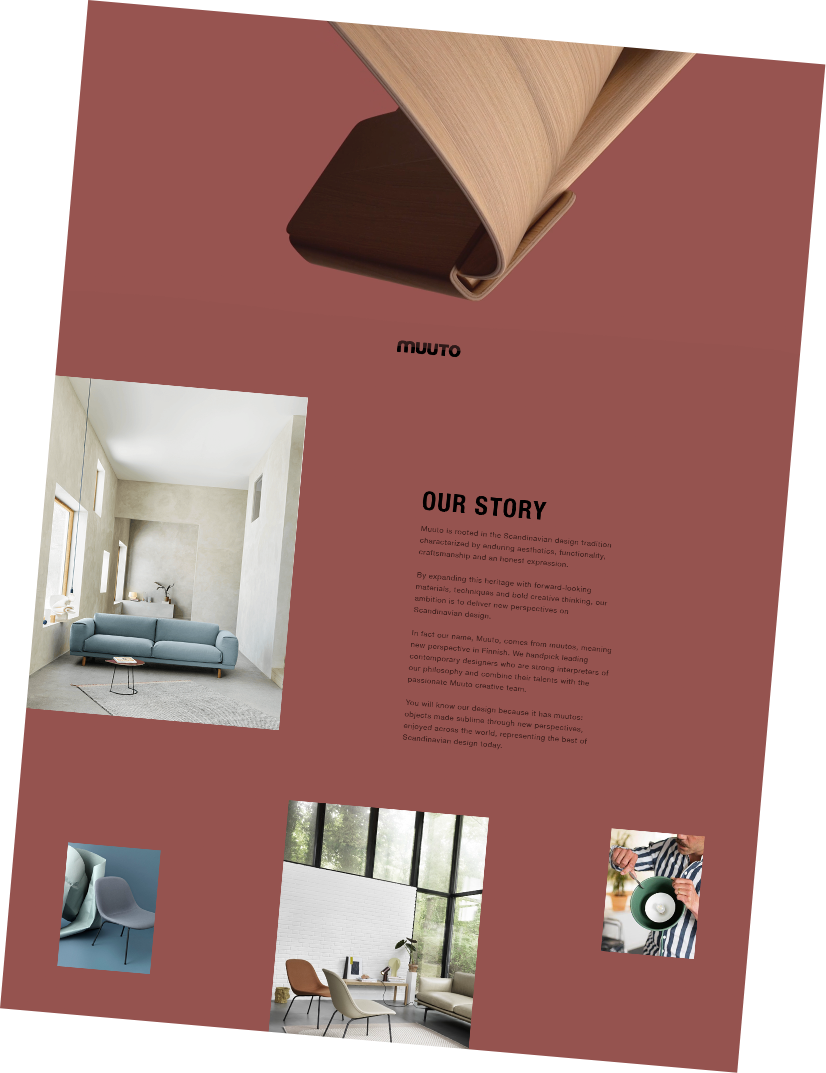 muuto
OUR STORY
Muuto is rooted in the Scandinavian design tradition
characterized by enduring aesthetics, functionality,
craftsmanship and an honest expression.
By expanding this heritage with forward-looking
materials, techniques and bold creative thinking, our
ambition is to deliver new perspectives on
Scandinavian design.
In fact our name, Muuto, comes from muutos, meaning
new perspective in Finnish. We handpick leading
contemporary designers who are strong interpreters of
our philosophy and combine their talents with the
passionate Muuto creative team.
You will know our design because it has muutos:
objects made sublime through new perspectives,
enjoyed across the world, representing the best of
Scandinavian design today.